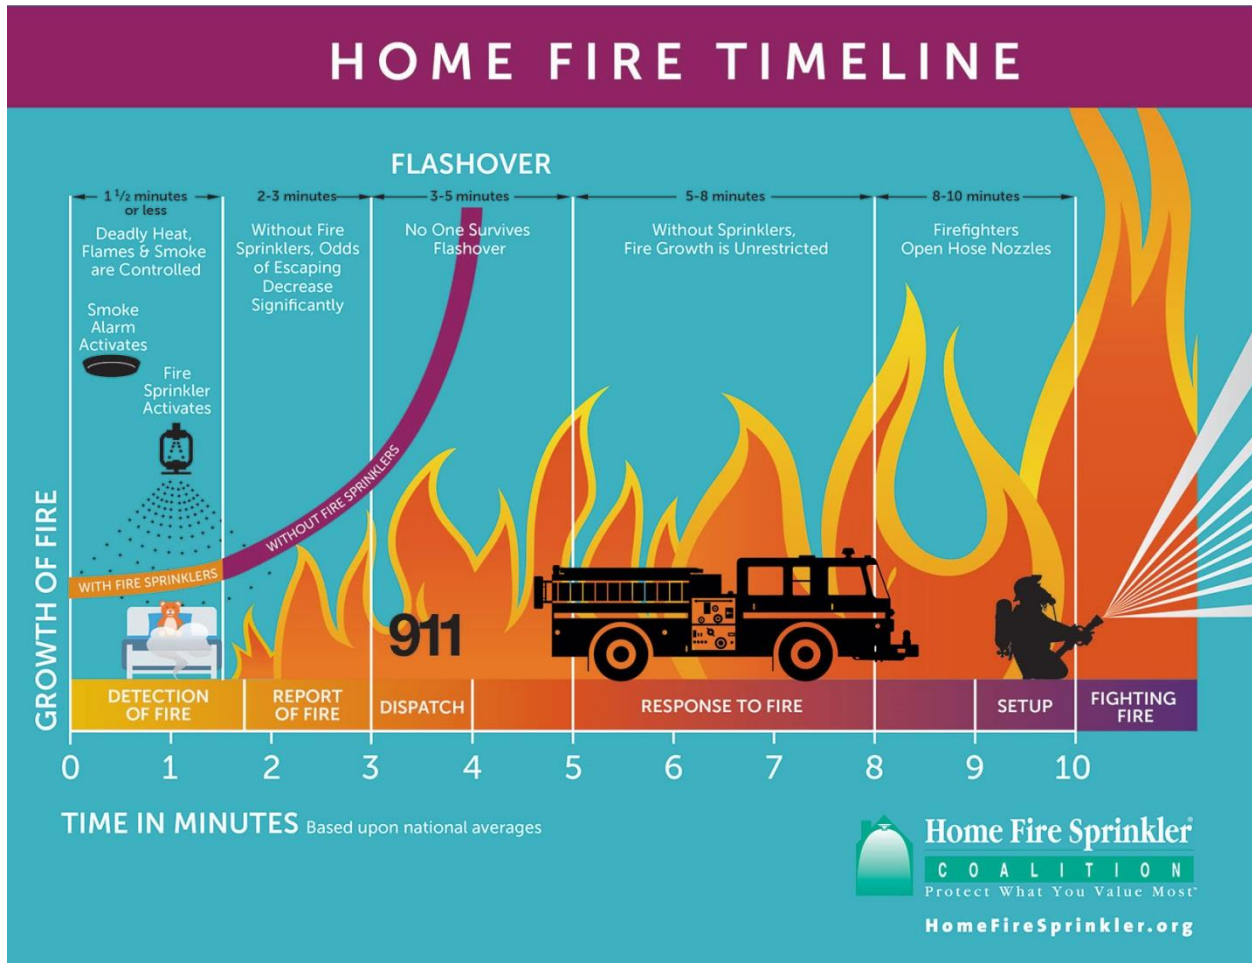 HOME FIRE TIMELINE
FLASHOVER
1 ½ minutes
or less
Deadly Heat,
Flames & Smoke
are Controlled
2-3 minutes
Without Fire
Sprinklers, Odds
of Escaping
Decrease
Significantly
3-5 minutes
No One Survives
Flashover
5-8 minutes
Without Sprinklers,
Fire Growth is Unrestricted
8-10 minutes
Firefighters
Open Hose Nozzles
Smoke
Alarm
Activates
Fire
Sprinkler
Activates
WITH FIRE SPRINKLERS
WITHOUT FIRE SPRINKLERS
GROWTH OF FIRE
911
DETECTION
OF FIRE
REPORT
OF FIRE
DISPATCH
RESPONSE TO FIRE
SETUP
FIGHTING
FIRE
0 1 2 3 4 5 6 7 8 9 10
TIME IN MINUTES Based upon national averages
Home Fire Sprinkler®
COALITION
Protect What You Value Most™
HomeFireSprinkler.org